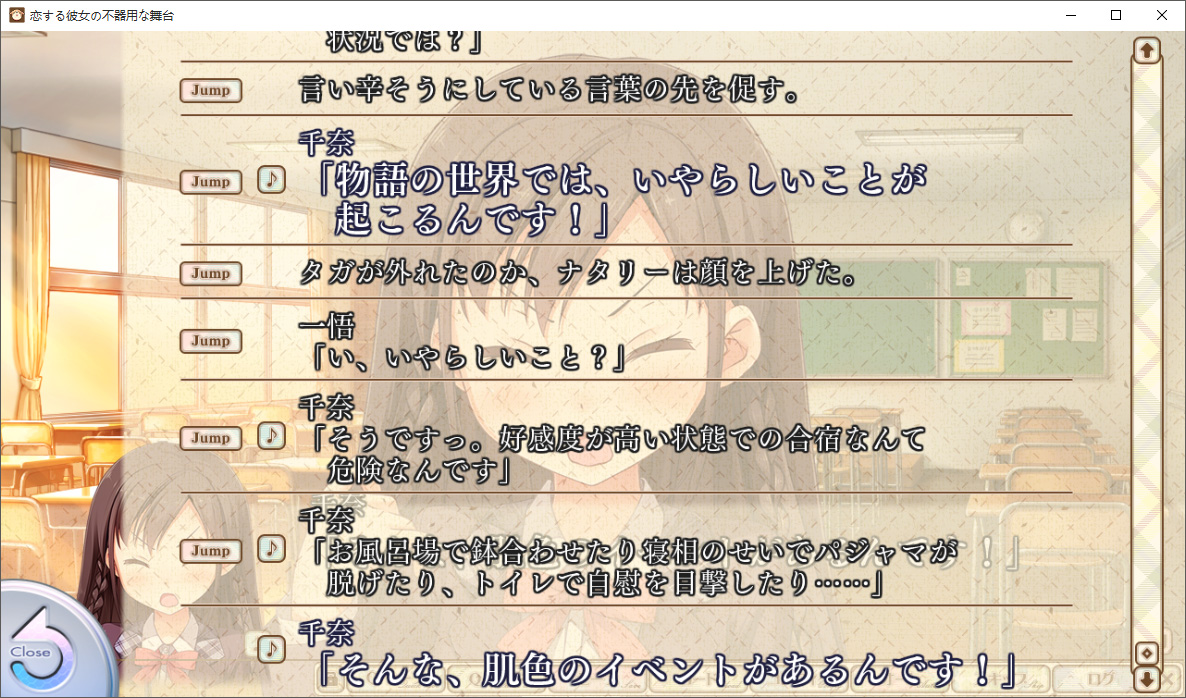 恋する彼女の不器用な舞台
状況では？」
Jump
言い辛そうにしている言葉の先を促す。
千奈
Jump
「物語の世界では、いやらしいことが
起こるんです！」
Jump
タガが外れたのか、ナタリーは顔を上げた。
一悟
Jump
「い、いやらしいこと？」
千奈
Jump
「そうですっ。好感度が高い状態での合宿なんて
危険なんです」
千奈
Jump
「お風呂場で鉢合わせたり寝相のせいでパジャマが
脱げたり、トイレで自慰を目撃したり……」
千奈
「そんな、肌色のイベントがあるんです！」
Close
ログ